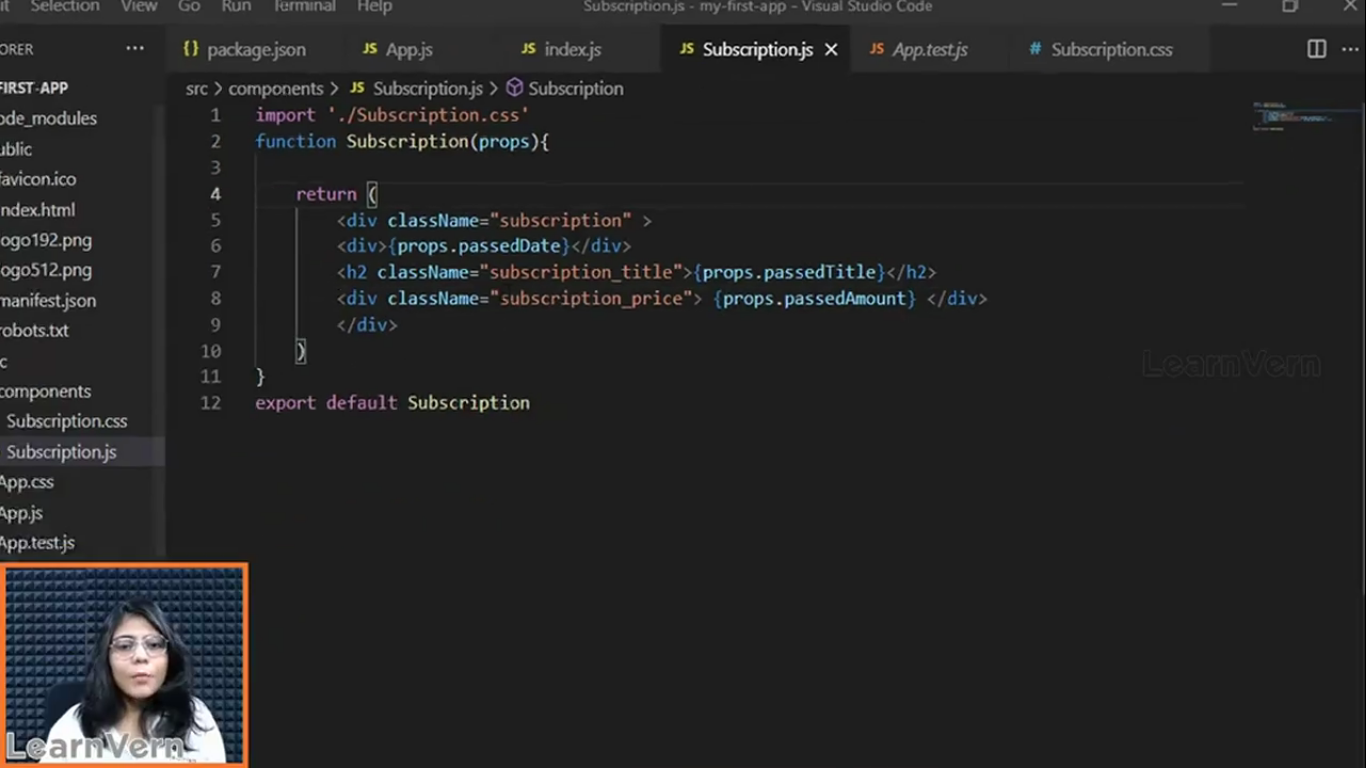 it Selection View Go Run Terminal Help Subscription.js - my-first-app - Visual Studio Code
ORER ··· {} package.json JS App.js JS index.js JS Subscription.js × JS App.test.js # Subscription.css ···
FIRST-APP
ode_modules
ublic
favicon.ico
index.html
ogo192.png
ogo512.png
manifest.json
robots.txt
c
components
Subscription.css
Subscription.js
App.css
App.js
App.test.js
src > components > JS Subscription.js > Subscription
1 import './Subscription.css'
2 function Subscription(props){
3
4 return (
5 <div className="subscription" >
6 <div>{props.passedDate}</div>
7 <h2 className="subscription_title">{props.passedTitle}</h2>
8 <div className="subscription_price"> {props.passedAmount} </div>
9 </div>
10 )
11 }
12 export default Subscription
LearnVern
LearnVern